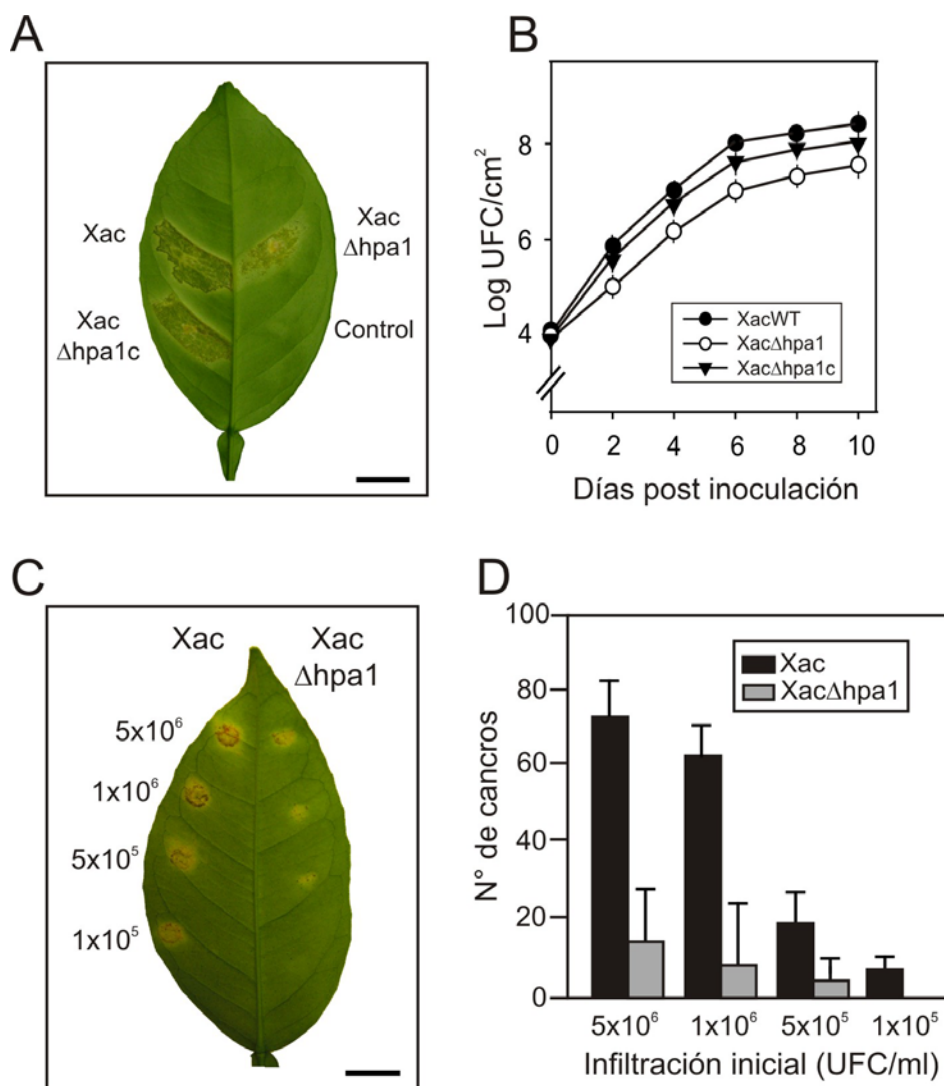 A
Xac
Xac
Δhpa1
Xac
Δhpa1c
Control
B
Log UFC/cm²
8
6
4
XacWT
XacΔhpa1
XacΔhpa1c
0 2 4 6 8 10
Días post inoculación
C
Xac
Xac
Δhpa1
5x10⁶
1x10⁶
5x10⁵
1x10⁵
D
N° de cancros
100
80
60
40
20
0
Xac
XacΔhpa1
5x10⁶ 1x10⁶ 5x10⁵ 1x10⁵
Infiltración inicial (UFC/ml)